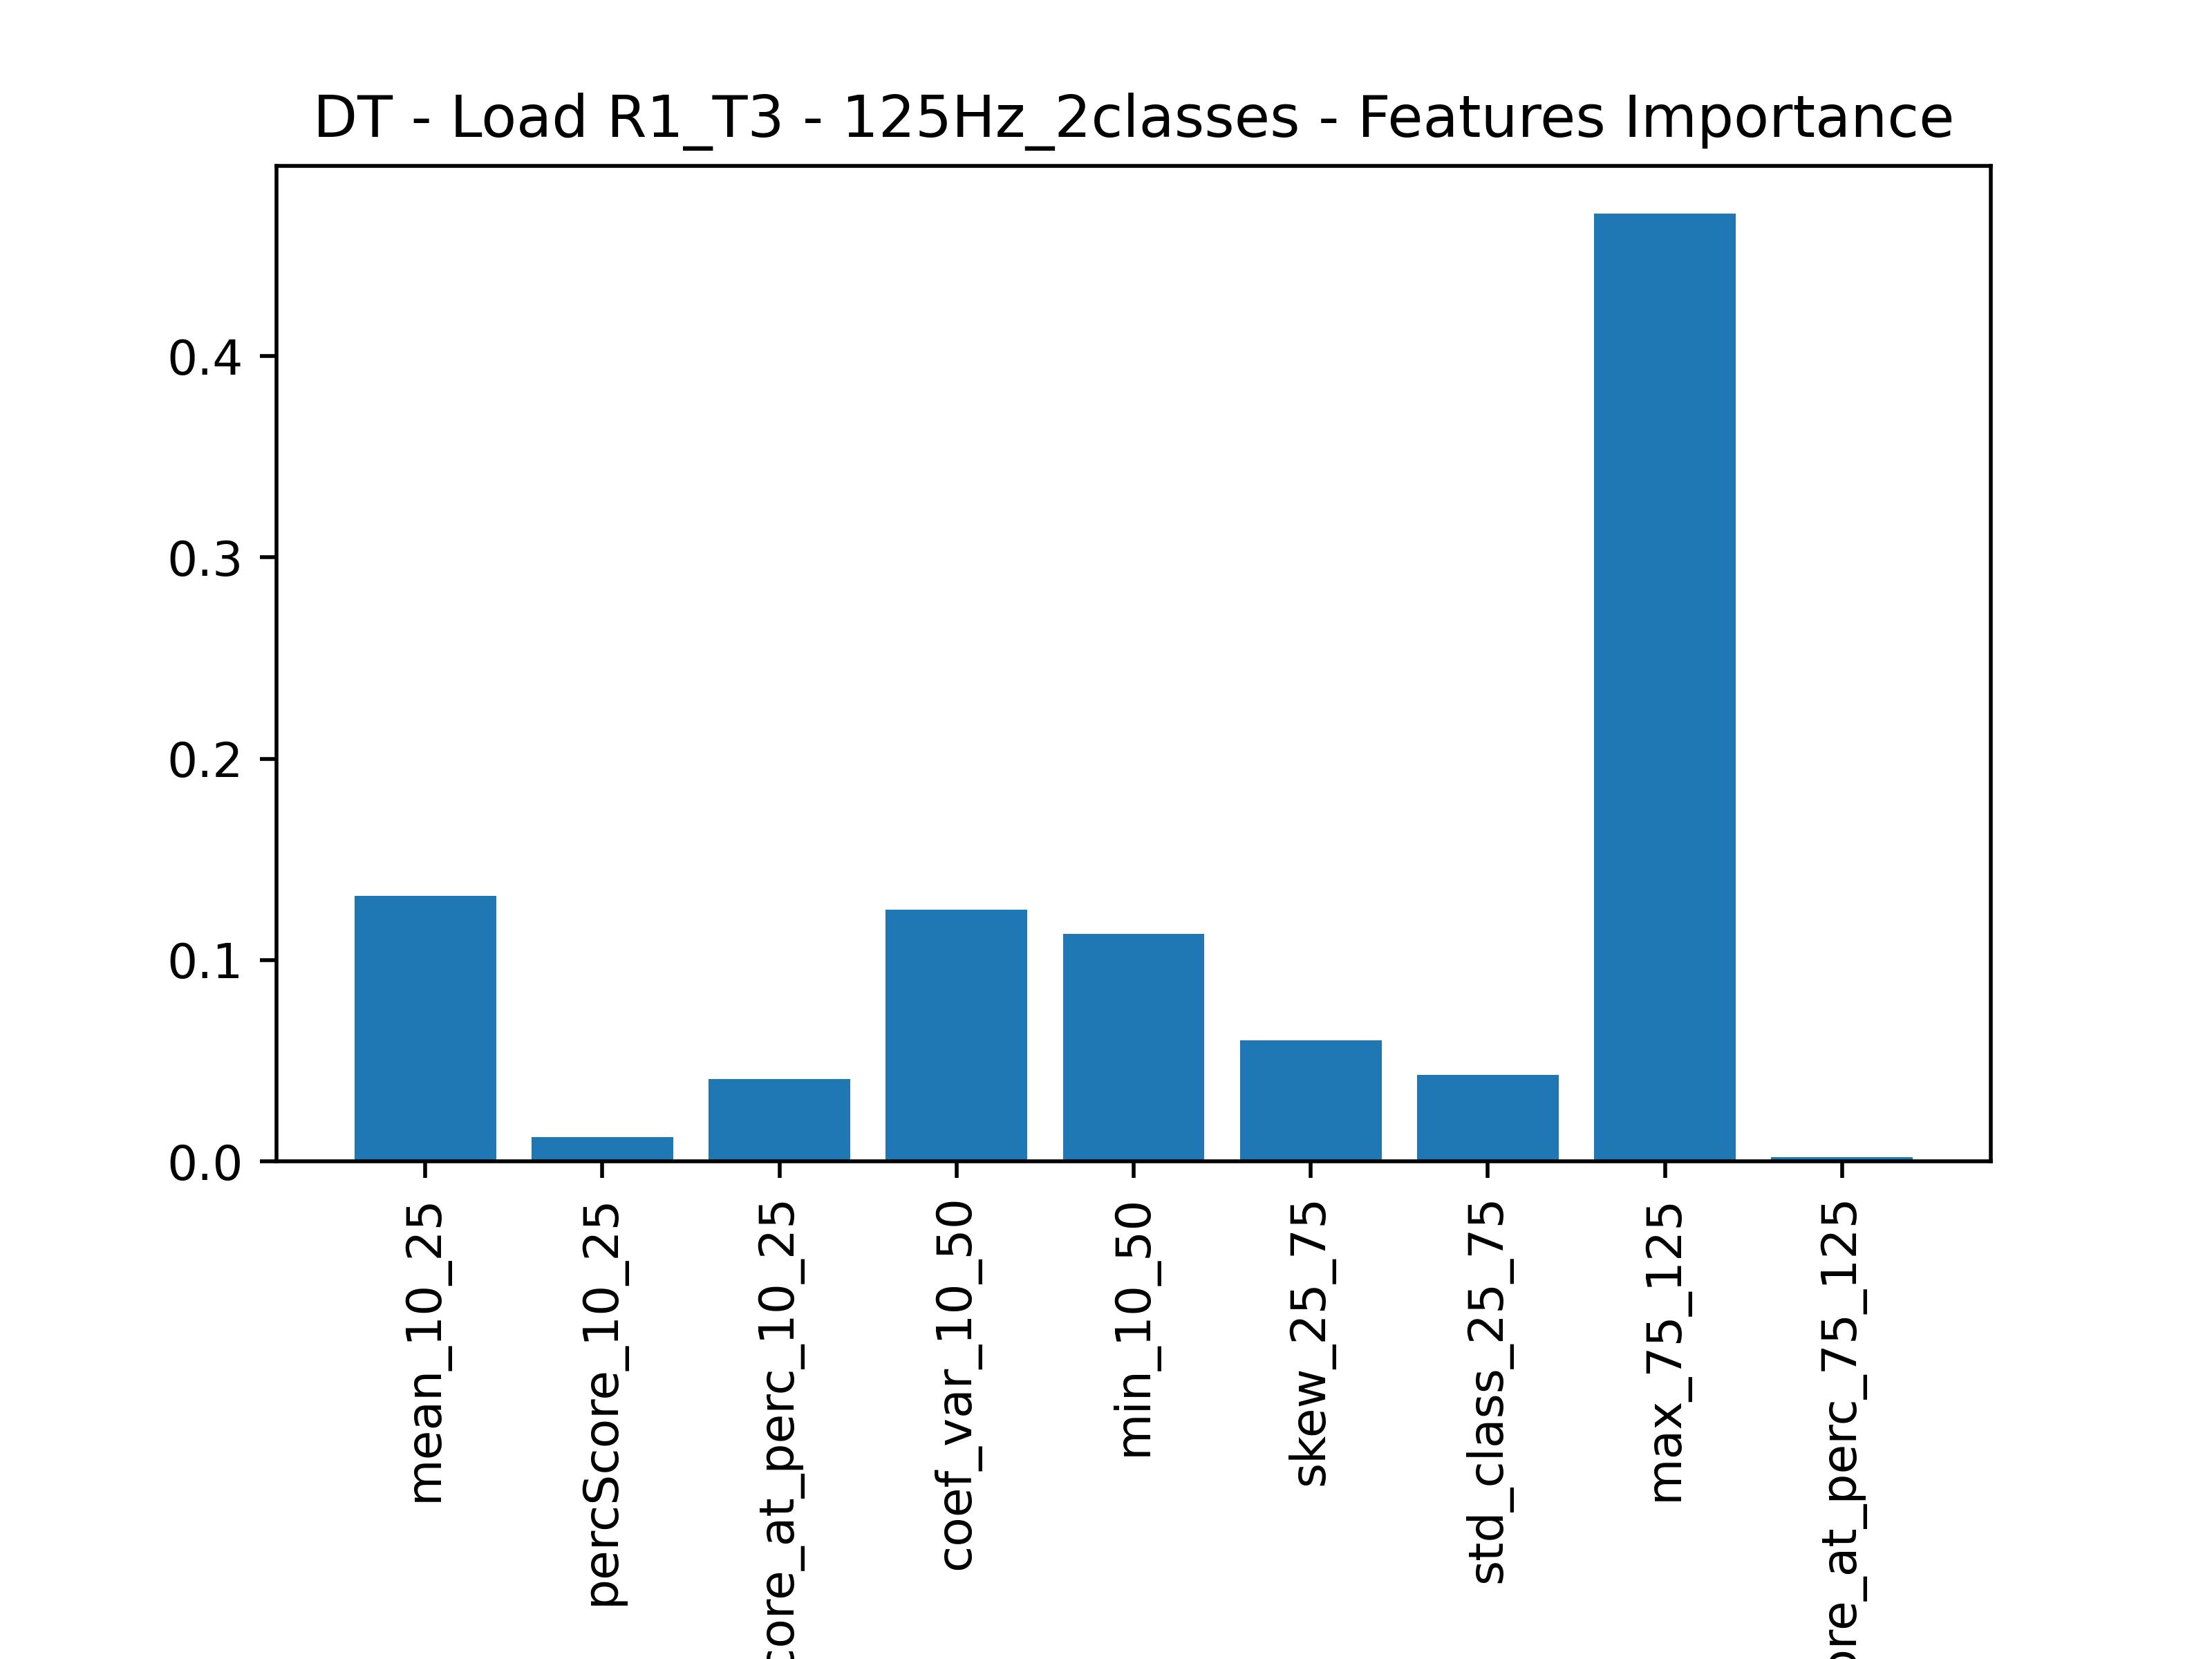 DT - Load R1_T3 - 125Hz_2classes - Features Importance
0.4
0.3
0.2
0.1
0.0
mean_10_25
percScore_10_25
core_at_perc_10_25
coef_var_10_50
min_10_50
skew_25_75
std_class_25_75
max_75_125
ore_at_perc_75_125